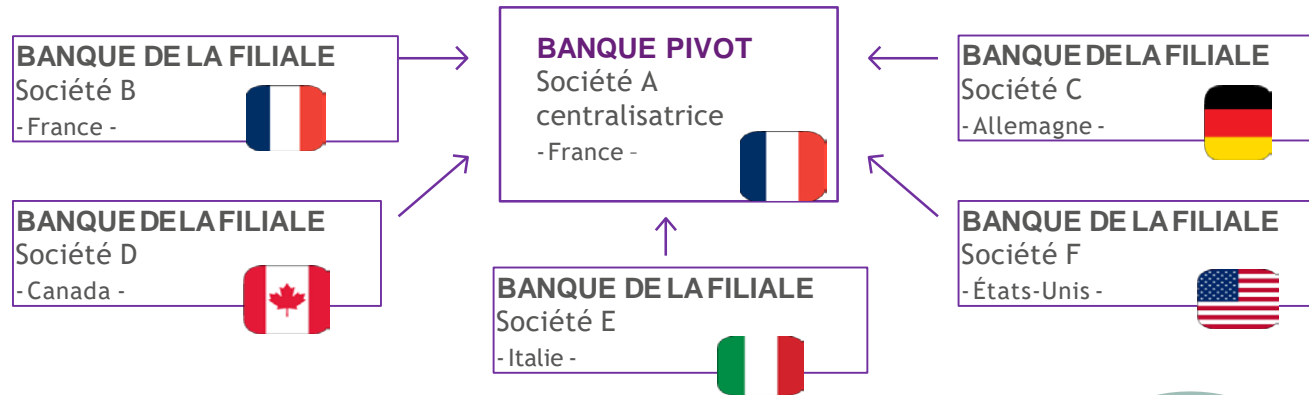 BANQUE DE LA FILIALE
Société B
- France -
BANQUE PIVOT
Société A
centralisatrice
- France –
BANQUE DE LA FILIALE
Société C
- Allemagne -
BANQUE DE LA FILIALE
Société D
- Canada -
BANQUE DE LA FILIALE
Société E
- Italie -
BANQUE DE LA FILIALE
Société F
- États-Unis -